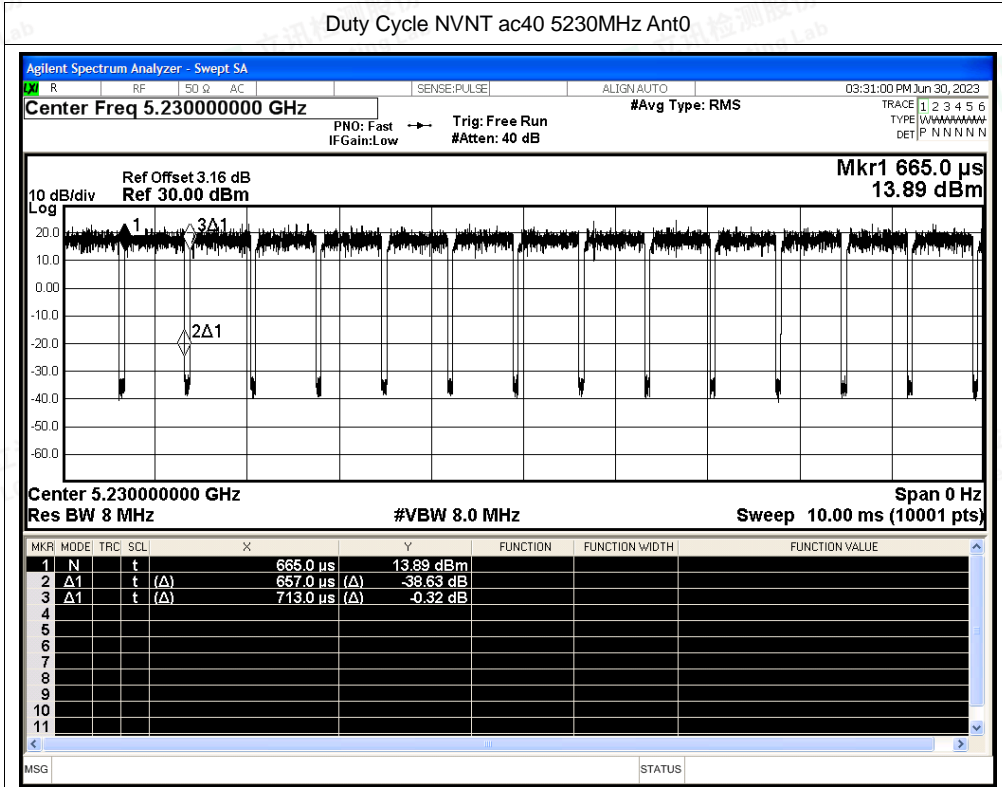 Duty Cycle NVNT ac40 5230MHz Ant0
Agilent Spectrum Analyzer - Swept SA
LXI R RF 50 Ω AC SENSE:PULSE ALIGN AUTO 03:31:00 PM Jun 30, 2023
Center Freq 5.230000000 GHz #Avg Type: RMS TRACE 1 2 3 4 5 6
PNO: Fast Trig: Free Run TYPE W
IFGain:Low #Atten: 40 dB DET P N N N N N
Mkr1 665.0 µs
Ref Offset 3.16 dB
10 dB/div Ref 30.00 dBm 13.89 dBm
Log
20.0
10.0
0.00
-10.0
-20.0
-30.0
-40.0
-50.0
-60.0
1 3Δ1
2Δ1
Center 5.230000000 GHz Span 0 Hz
Res BW 8 MHz #VBW 8.0 MHz Sweep 10.00 ms (10001 pts)
MKR MODE TRC SCL X Y FUNCTION FUNCTION WIDTH FUNCTION VALUE
1 N t 665.0 µs 13.89 dBm
2 Δ1 t (Δ) 657.0 µs (Δ) -38.63 dB
3 Δ1 t (Δ) 713.0 µs (Δ) -0.32 dB
4
5
6
7
8
9
10
11
MSG STATUS